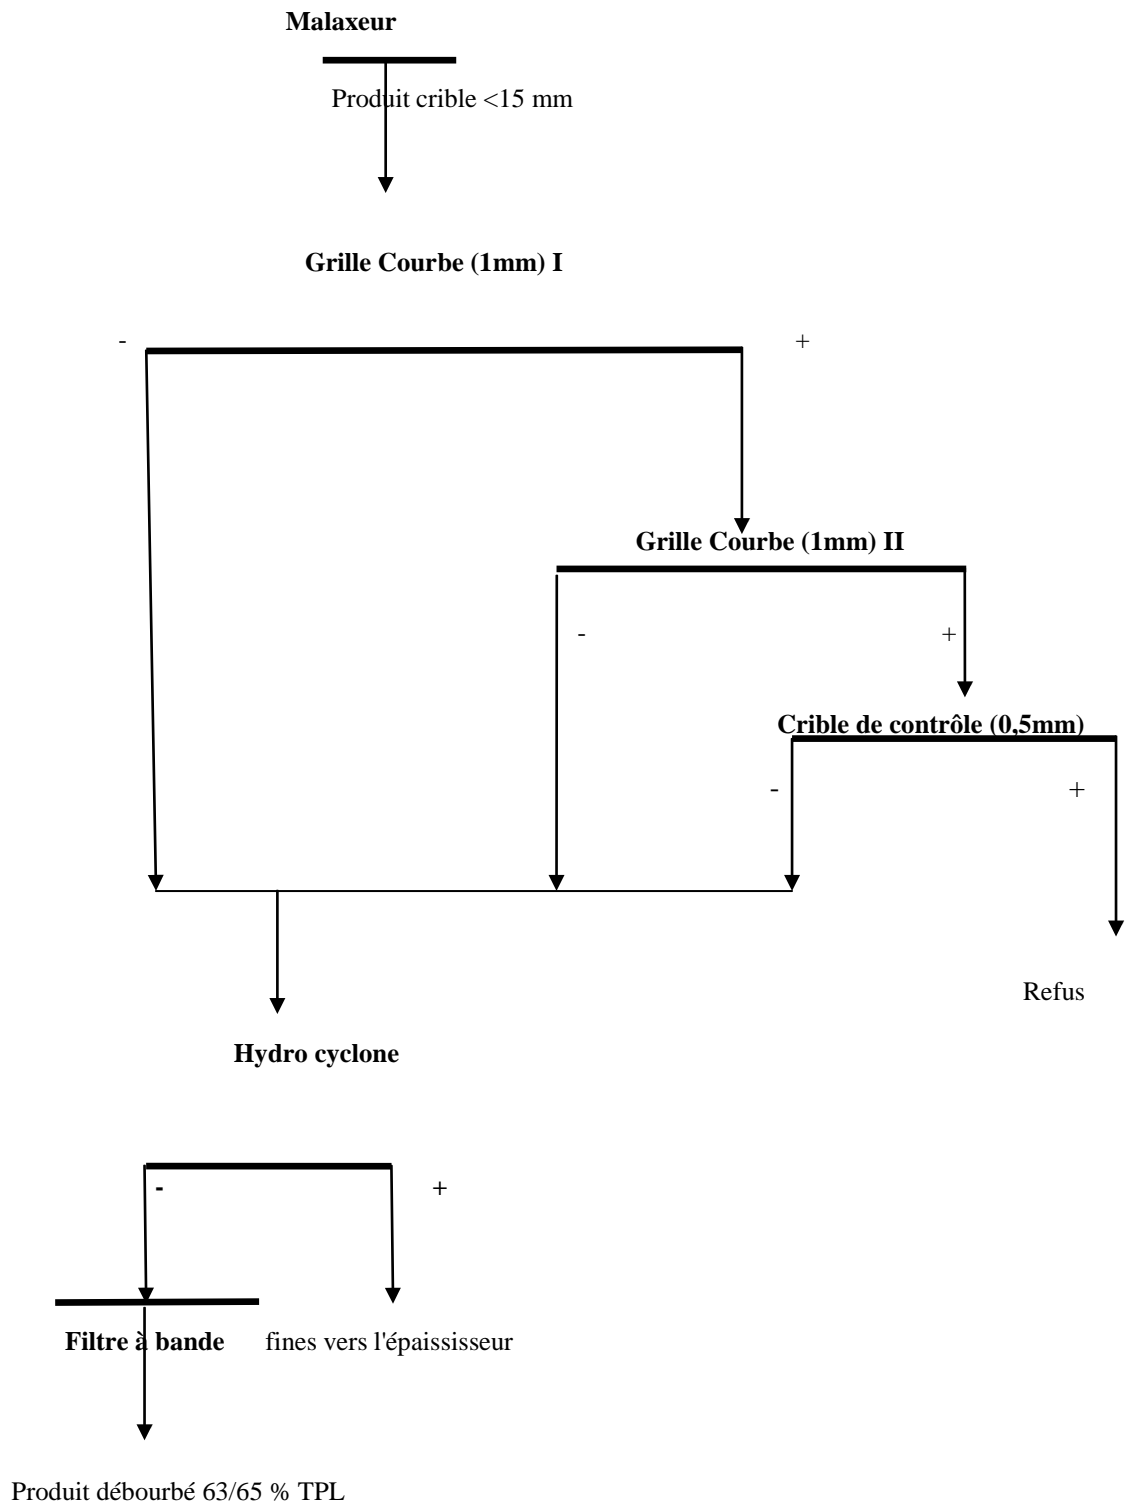 Malaxeur
Produit crible <15 mm
Grille Courbe (1mm) I
- +
Grille Courbe (1mm) II
- +
Crible de contrôle (0,5mm)
- +
Refus
Hydro cyclone
- +
Filtre à bande fines vers l'épaississeur
Produit débourbé 63/65 % TPL